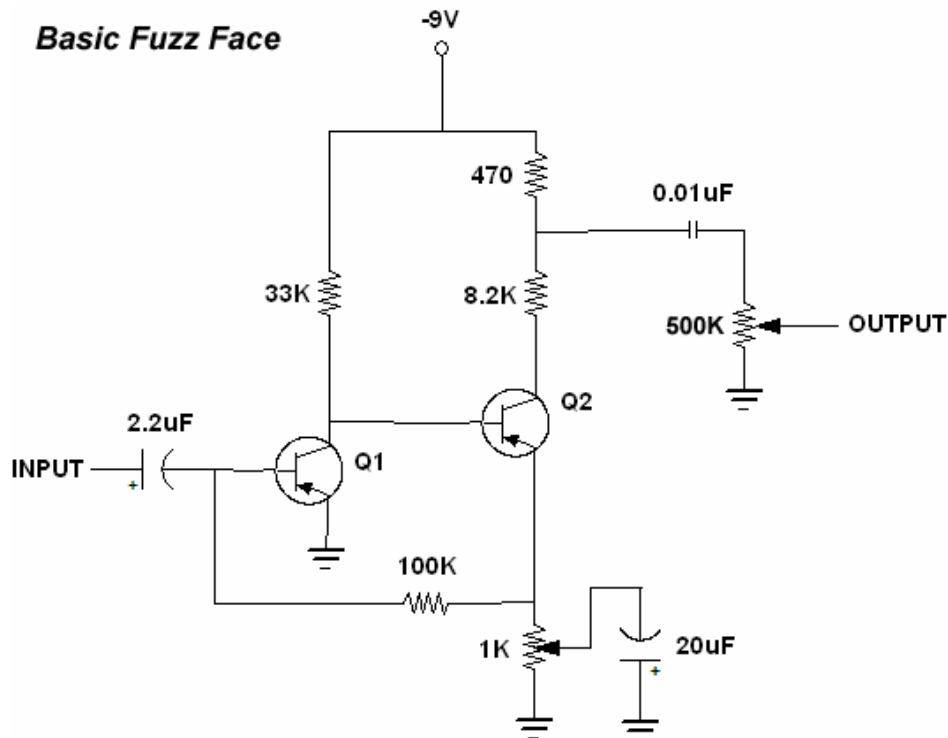 -9V
Basic Fuzz Face
470
0.01uF
33K
8.2K
500K
OUTPUT
Q2
2.2uF
INPUT
+
Q1
100K
1K
20uF
+